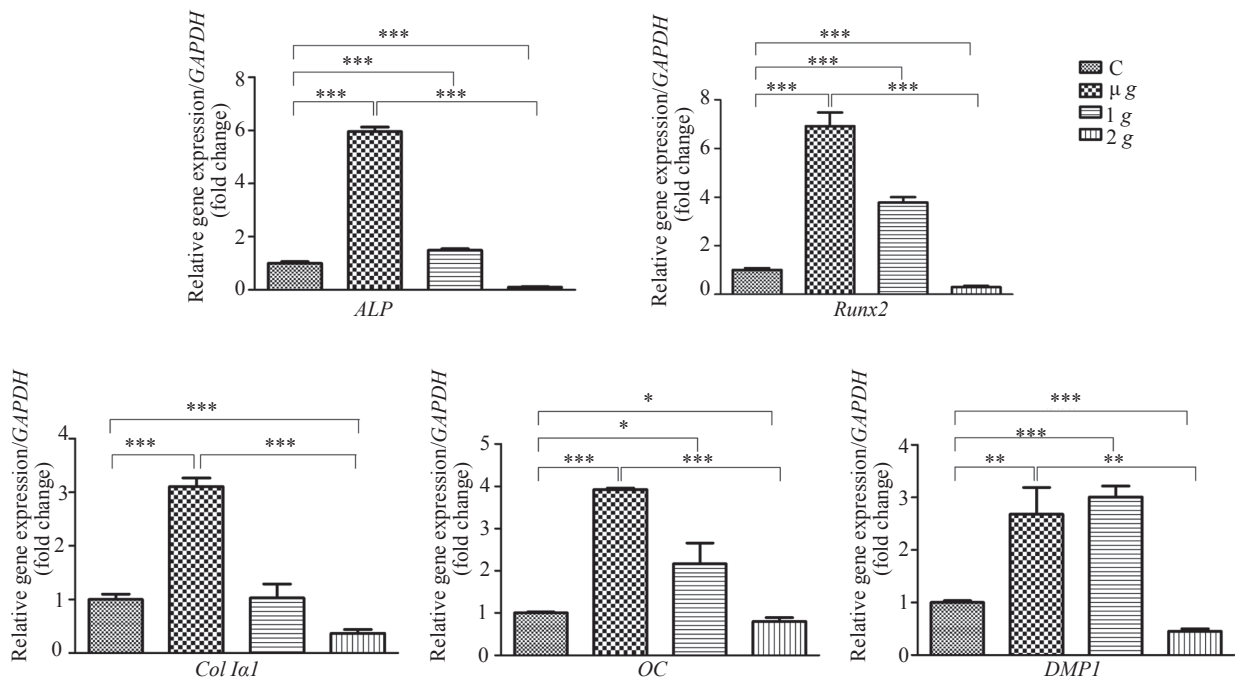 ***
***
***
***
Relative gene expression/GAPDH
(fold change)
8
6
4
2
0
ALP
***
***
***
***
Relative gene expression/GAPDH
(fold change)
8
6
4
2
0
Runx2
C
μ g
1 g
2 g
***
***
***
Relative gene expression/GAPDH
(fold change)
4
3
2
1
0
Col Iα1
*
*
***
***
Relative gene expression/GAPDH
(fold change)
5
4
3
2
1
0
OC
***
***
**
**
Relative gene expression/GAPDH
(fold change)
4
3
2
1
0
DMP1